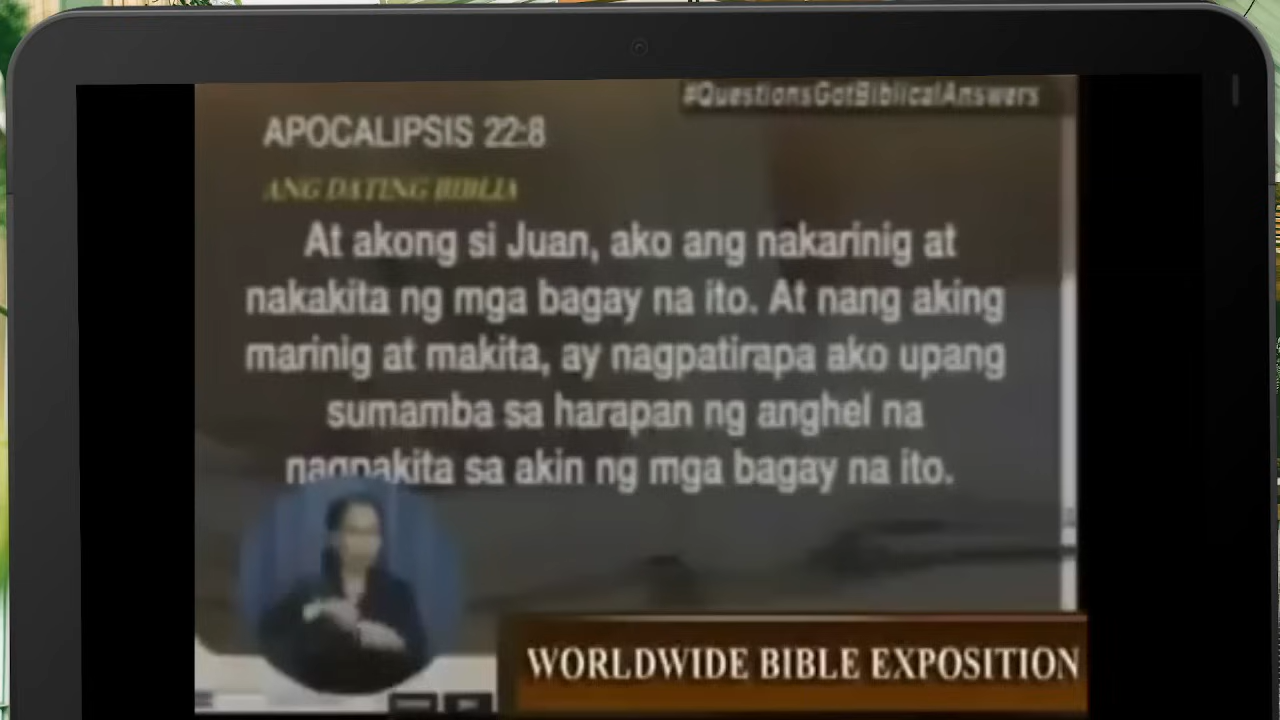 #QuestionsGotBiblicalAnswers
APOCALIPSIS 22:8
ANG DATING BIBLIA
At akong si Juan, ako ang nakarinig at
nakakita ng mga bagay na ito. At nang aking
marinig at makita, ay nagpatirapa ako upang
sumamba sa harapan ng anghel na
nagpakita sa akin ng mga bagay na ito.
WORLDWIDE BIBLE EXPOSITION